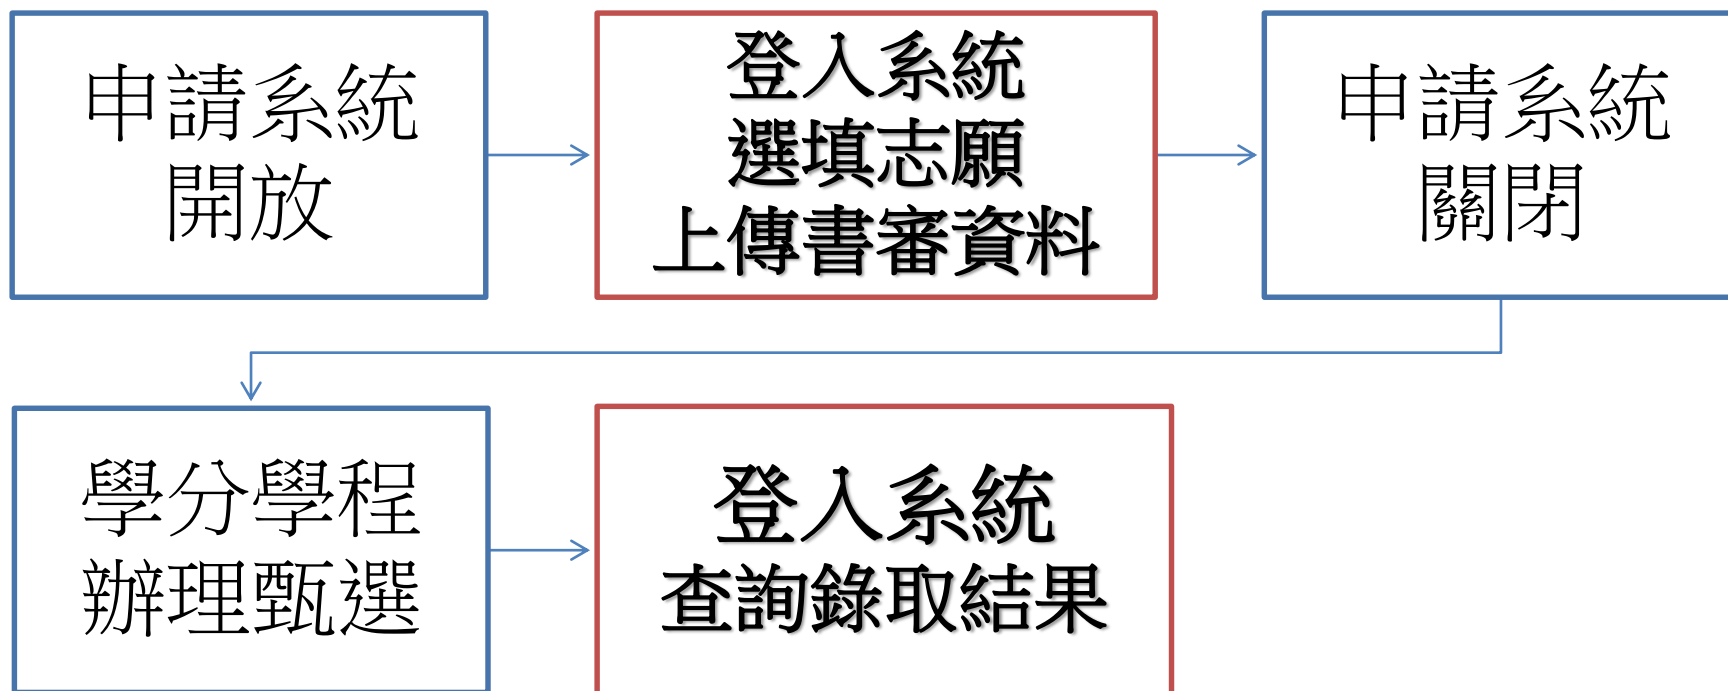 申請系統
開放
登入系統
選填志願
上傳書審資料
申請系統
關閉
學分學程
辦理甄選
登入系統
查詢錄取結果